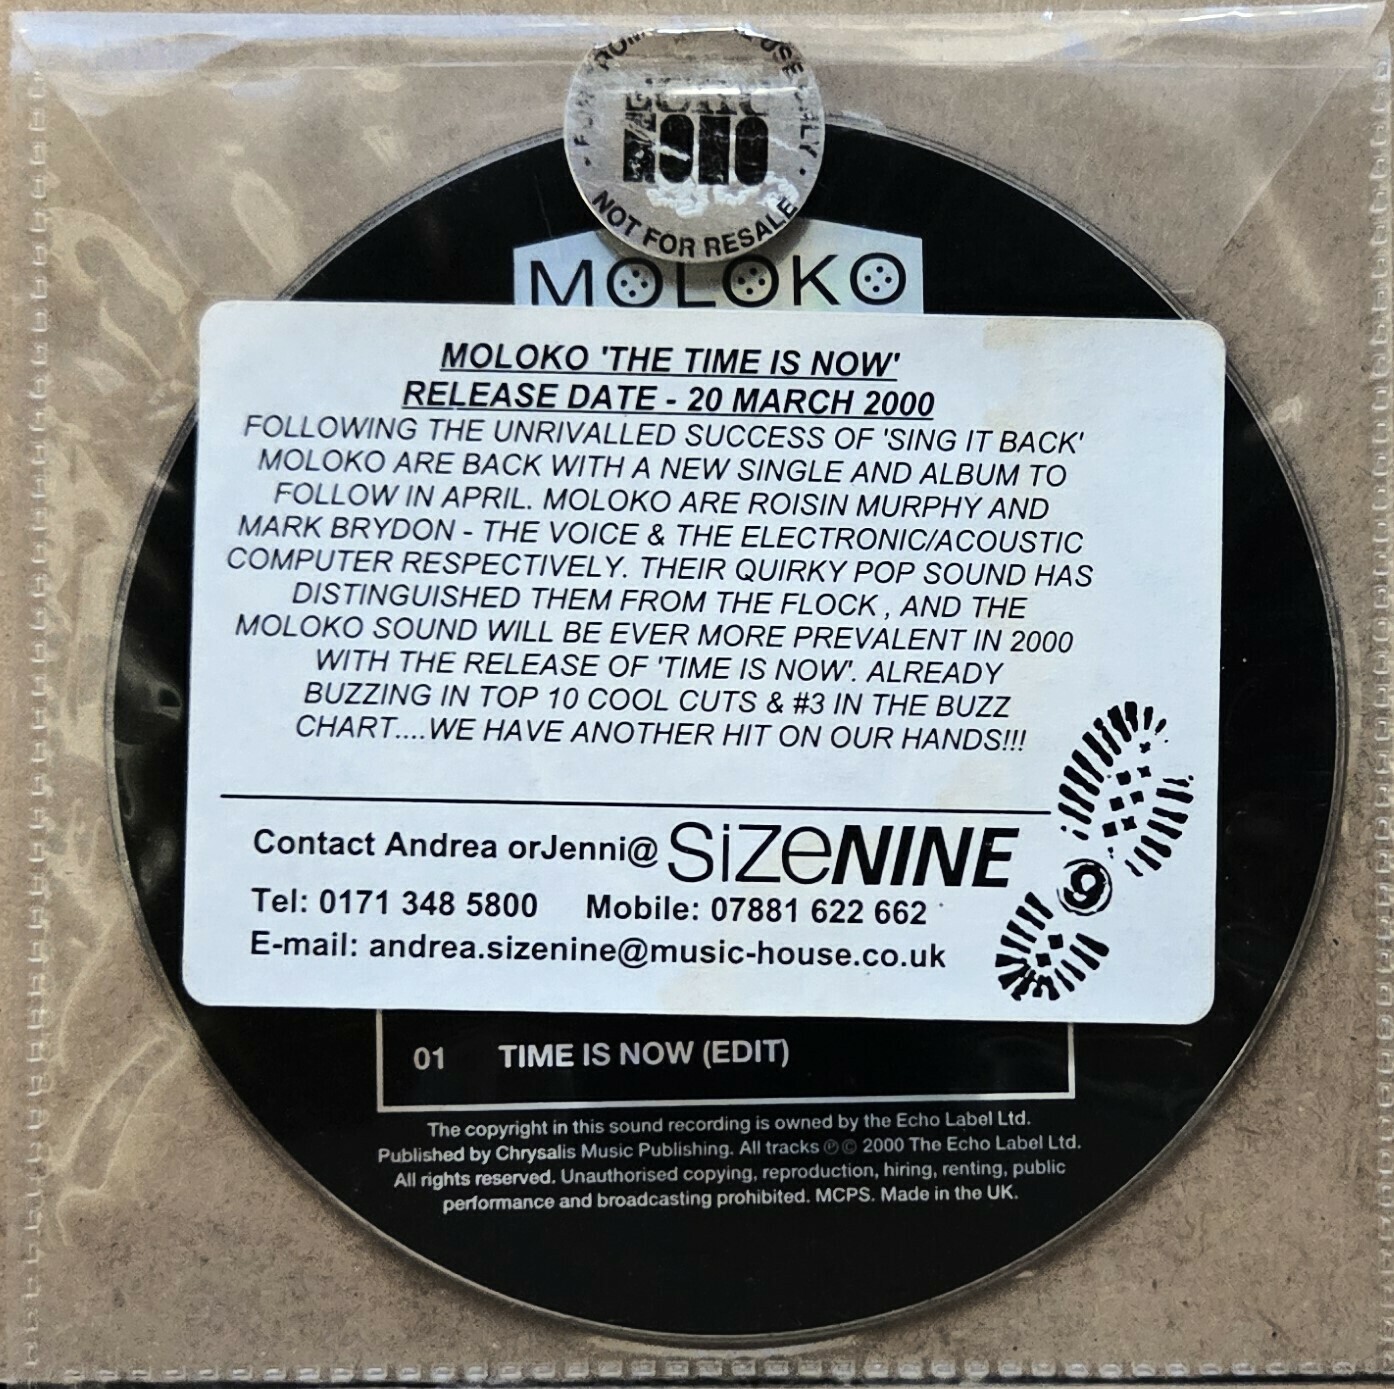 FOR PROMOTIONAL USE ONLY
ECHO
NOT FOR RESALE
MOLOKO
MOLOKO 'THE TIME IS NOW'
RELEASE DATE - 20 MARCH 2000
FOLLOWING THE UNRIVALLED SUCCESS OF 'SING IT BACK'
MOLOKO ARE BACK WITH A NEW SINGLE AND ALBUM TO
FOLLOW IN APRIL. MOLOKO ARE ROISIN MURPHY AND
MARK BRYDON - THE VOICE & THE ELECTRONIC/ACOUSTIC
COMPUTER RESPECTIVELY. THEIR QUIRKY POP SOUND HAS
DISTINGUISHED THEM FROM THE FLOCK , AND THE
MOLOKO SOUND WILL BE EVER MORE PREVALENT IN 2000
WITH THE RELEASE OF 'TIME IS NOW'. ALREADY
BUZZING IN TOP 10 COOL CUTS & #3 IN THE BUZZ
CHART....WE HAVE ANOTHER HIT ON OUR HANDS!!!
Contact Andrea orJenni@ SizeNINE
9
Tel: 0171 348 5800 Mobile: 07881 622 662
E-mail: andrea.sizenine@music-house.co.uk
01 TIME IS NOW (EDIT)
The copyright in this sound recording is owned by the Echo Label Ltd.
Published by Chrysalis Music Publishing. All tracks ℗ © 2000 The Echo Label Ltd.
All rights reserved. Unauthorised copying, reproduction, hiring, renting, public
performance and broadcasting prohibited. MCPS. Made in the UK.